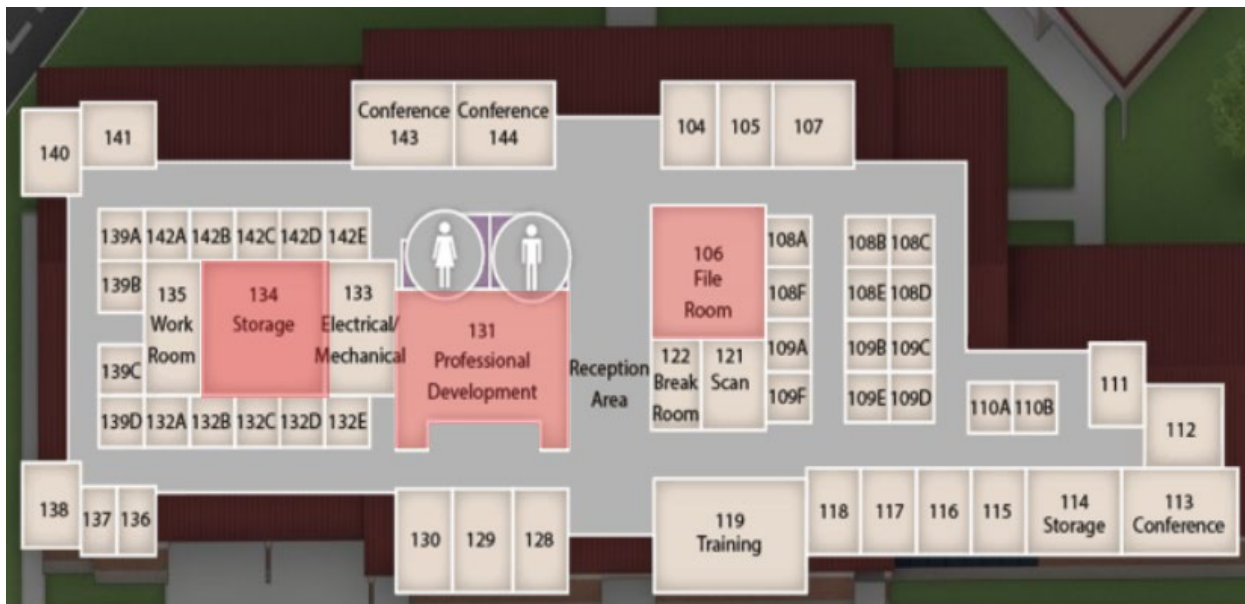 Conference
143
Conference
144
104
105
107
140
141
139A
142A
142B
142C
142D
142E
108A
108B
108C
106
File
Room
139B
135
Work
Room
134
Storage
133
Electrical/
Mechanical
131
Professional
Development
Reception
Area
108F
108E
108D
122
Break
Room
121
Scan
109A
109B
109C
139C
139D
132A
132B
132C
132D
132E
109F
109E
109D
110A
110B
111
112
138
137
136
130
129
128
119
Training
118
117
116
115
114
Storage
113
Conference